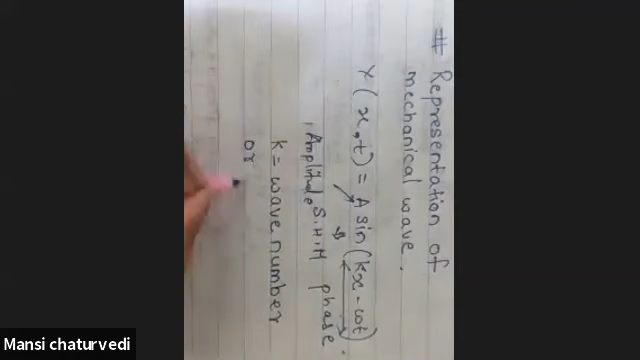 # Representation of
mechanical wave.
Y(x,t) = A sin(kx - ωt)
Amplitude S.H.M phase.
k = wave number
or
Mansi chaturvedi